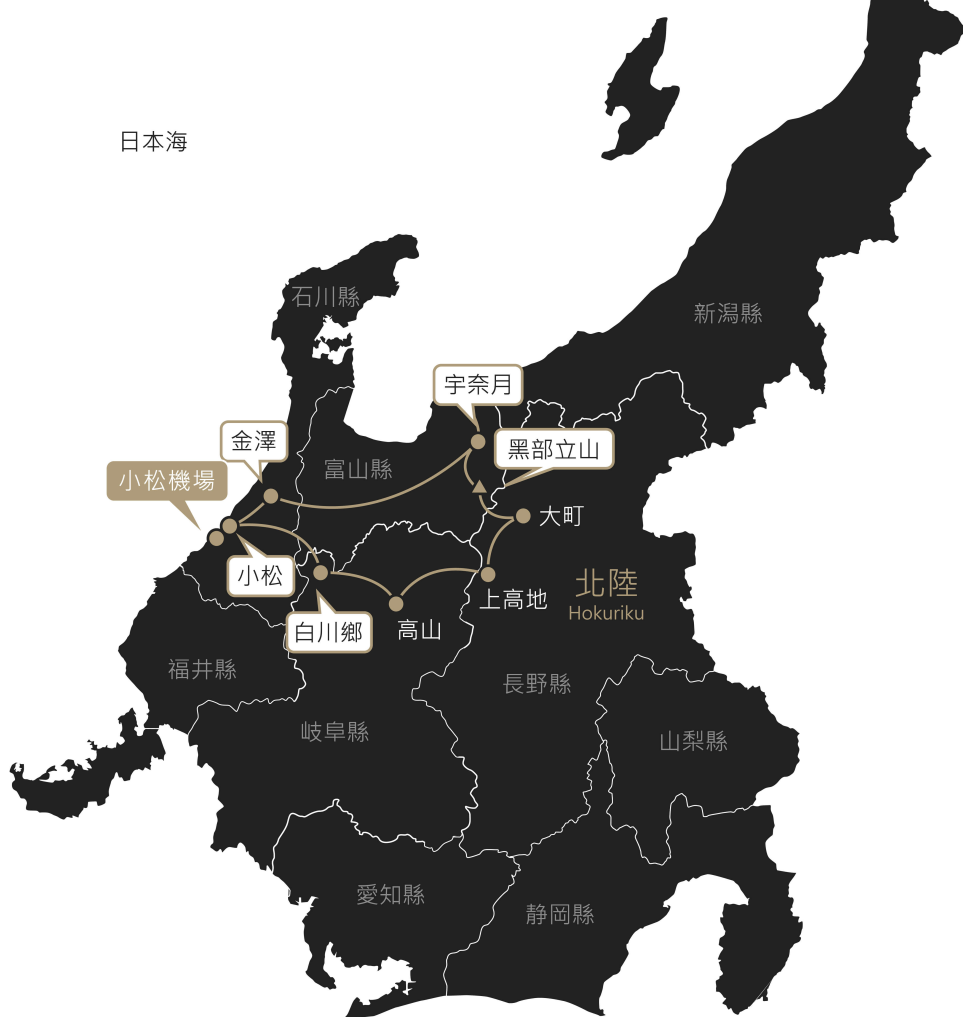 日本海
石川縣
新潟縣
宇奈月
金澤
黑部立山
富山縣
小松機場
大町
小松
北陸
Hokuriku
上高地
白川鄉
高山
福井縣
長野縣
岐阜縣
山梨縣
愛知縣
静岡縣